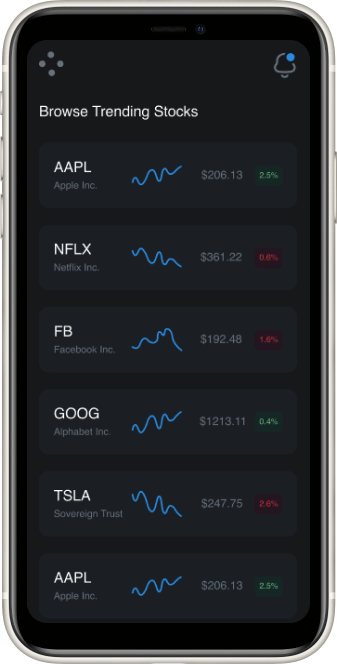 Browse Trending Stocks
AAPL
Apple Inc.
$206.13
2.5%
NFLX
Netflix Inc.
$361.22
0.6%
FB
Facebook Inc.
$192.48
1.6%
GOOG
Alphabet Inc.
$1213.11
0.4%
TSLA
Sovereign Trust
$247.75
2.6%
AAPL
Apple Inc.
$206.13
2.5%